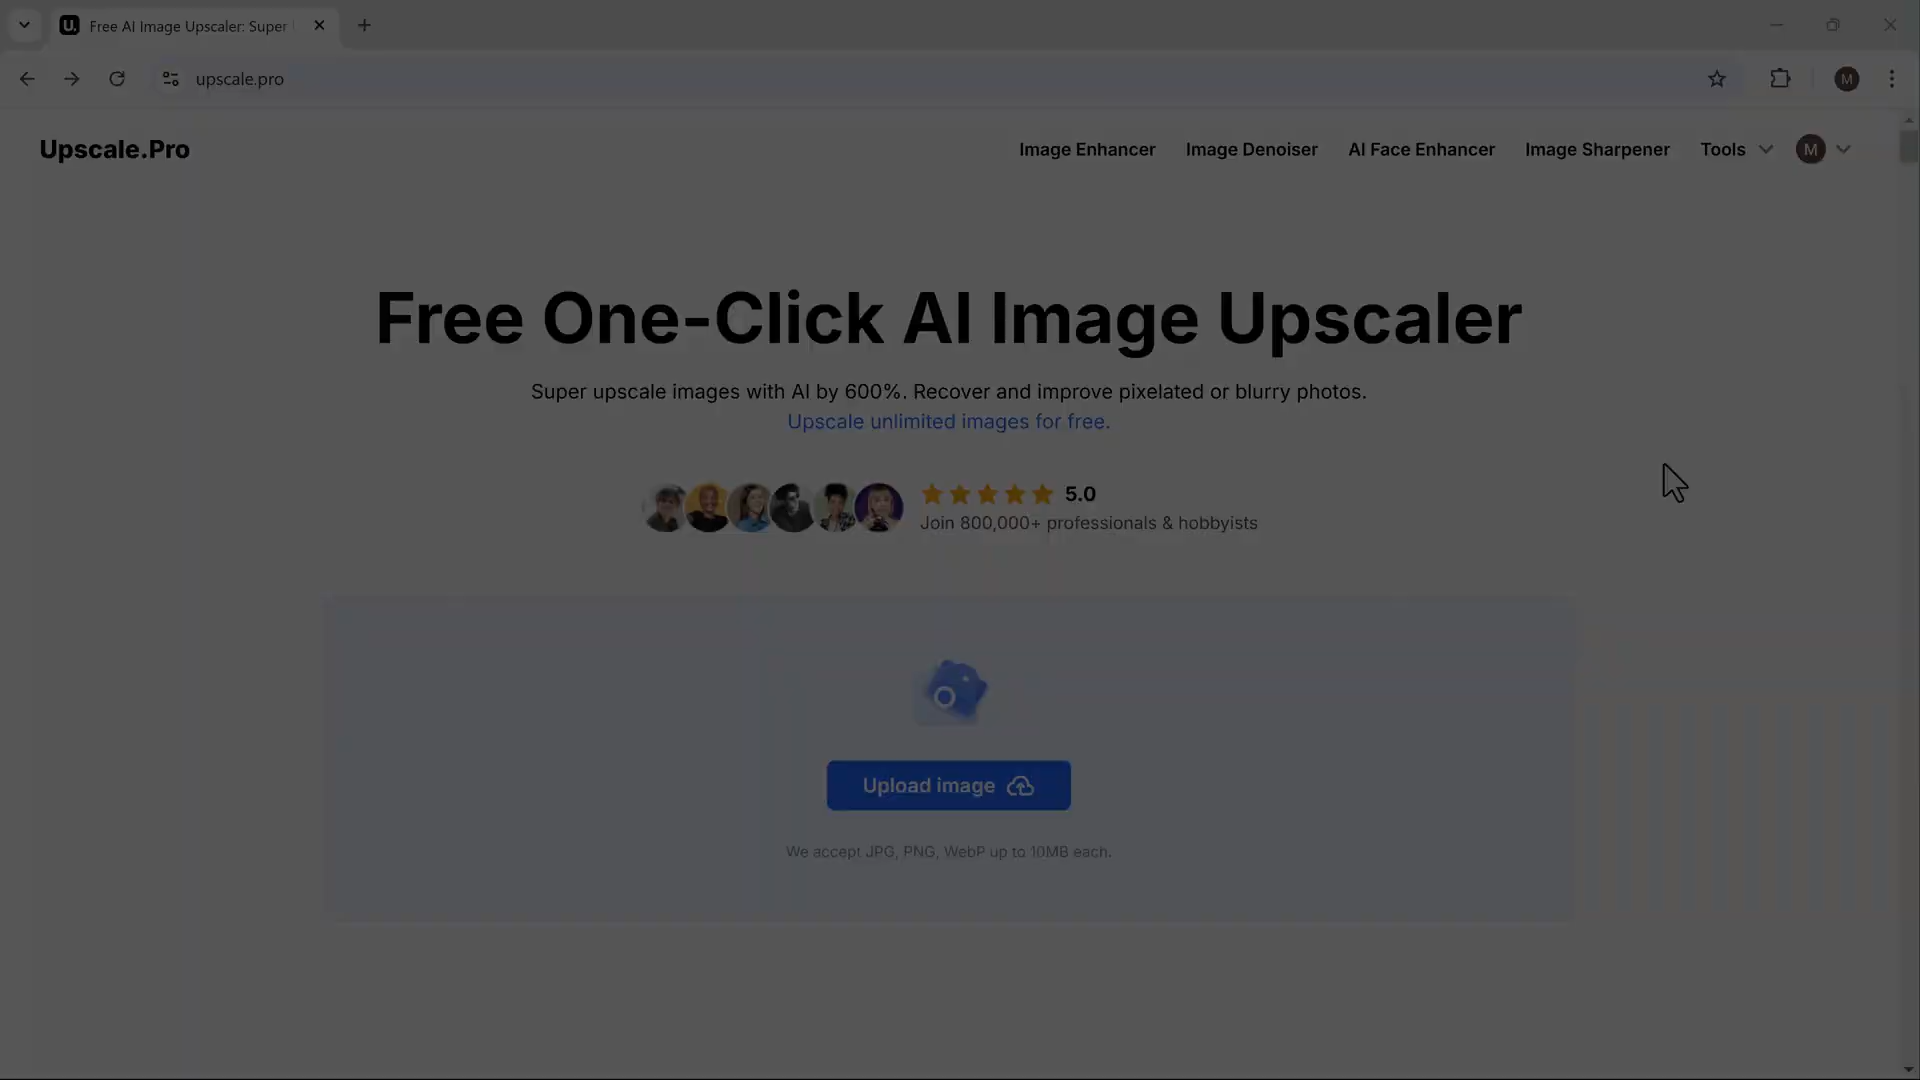 Free AI Image Upscaler: Super
upscale.pro
M
Upscale.Pro
Image Enhancer
Image Denoiser
AI Face Enhancer
Image Sharpener
Tools
M
Free One-Click AI Image Upscaler
Super upscale images with AI by 600%. Recover and improve pixelated or blurry photos.
Upscale unlimited images for free.
5.0
Join 800,000+ professionals & hobbyists
Upload image
We accept JPG, PNG, WebP up to 10MB each.